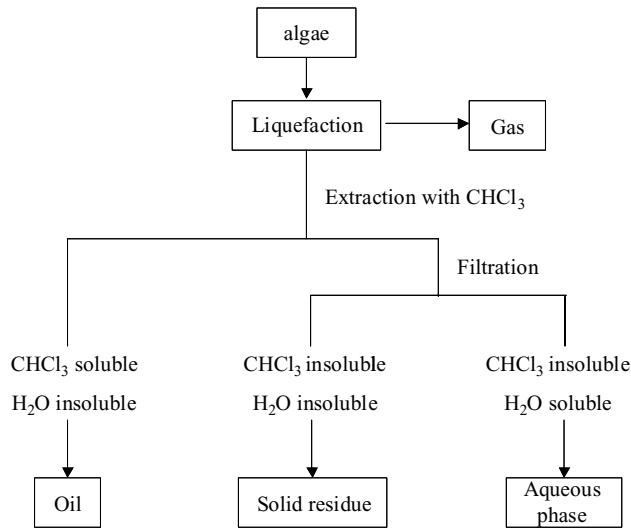 algae
Liquefaction
Gas
Extraction with CHCl₃
Filtration
CHCl₃ soluble
H₂O insoluble
CHCl₃ insoluble
H₂O insoluble
CHCl₃ insoluble
H₂O soluble
Oil
Solid residue
Aqueous
phase